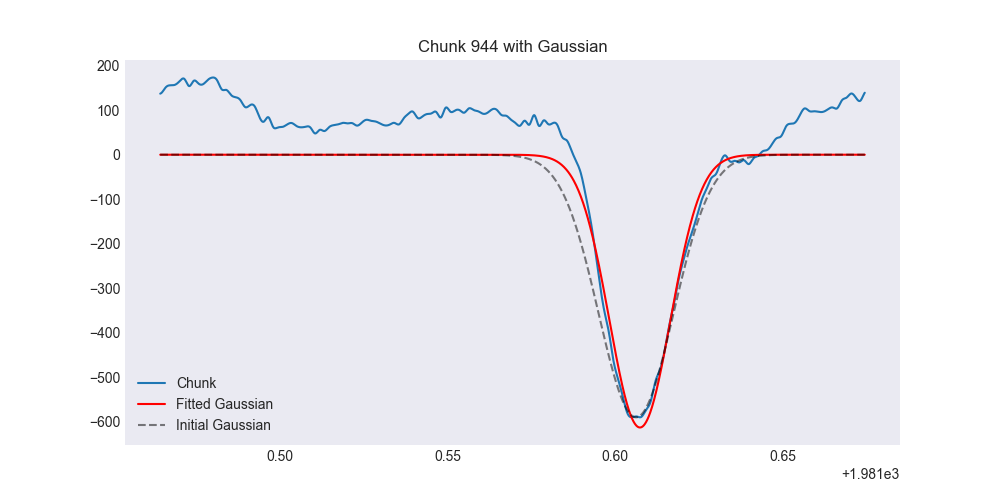 Chunk 944 with Gaussian
200
100
0
−100
−200
−300
−400
−500
−600
Chunk
Fitted Gaussian
Initial Gaussian
0.50 0.55 0.60 0.65
+1.981e3